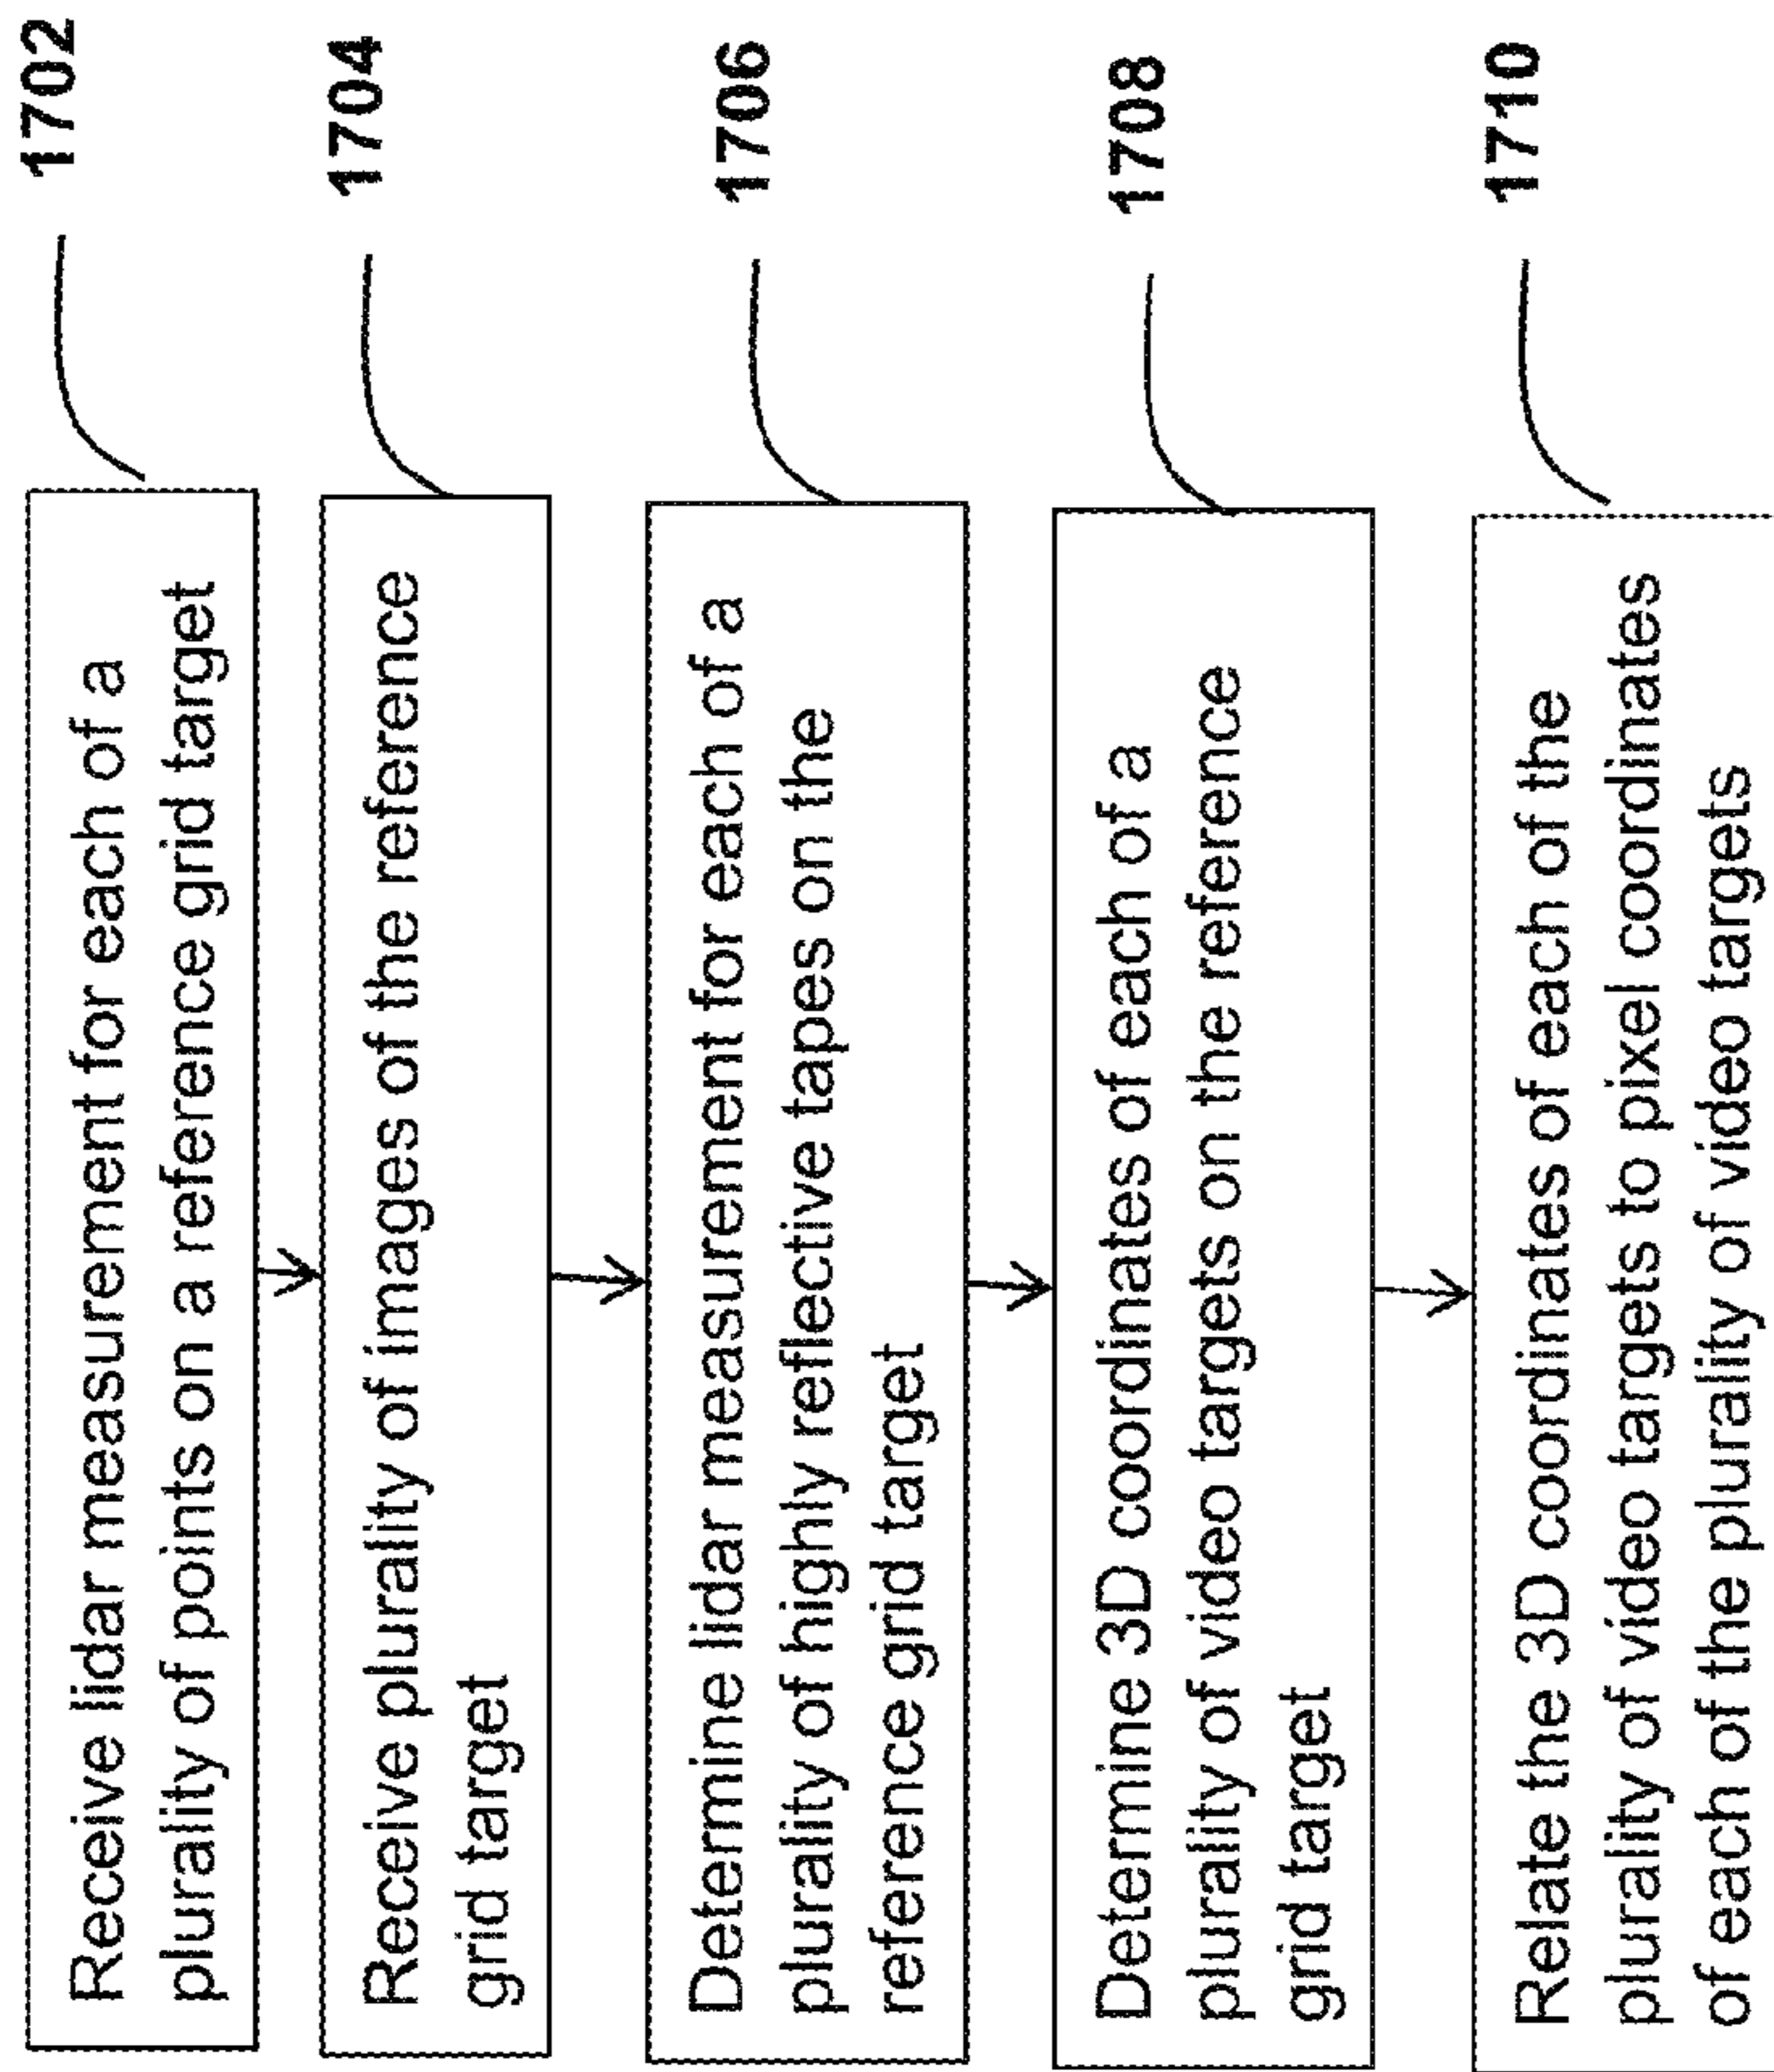 Receive lidar measurement for each of a
plurality of points on a reference grid target
1702
Receive plurality of images of the reference
grid target
1704
Determine lidar measurement for each of a
plurality of highly reflective tapes on the
reference grid target
1706
Determine 3D coordinates of each of a
plurality of video targets on the reference
grid target
1708
Relate the 3D coordinates of each of the
plurality of video targets to pixel coordinates
of each of the plurality of video targets
1710